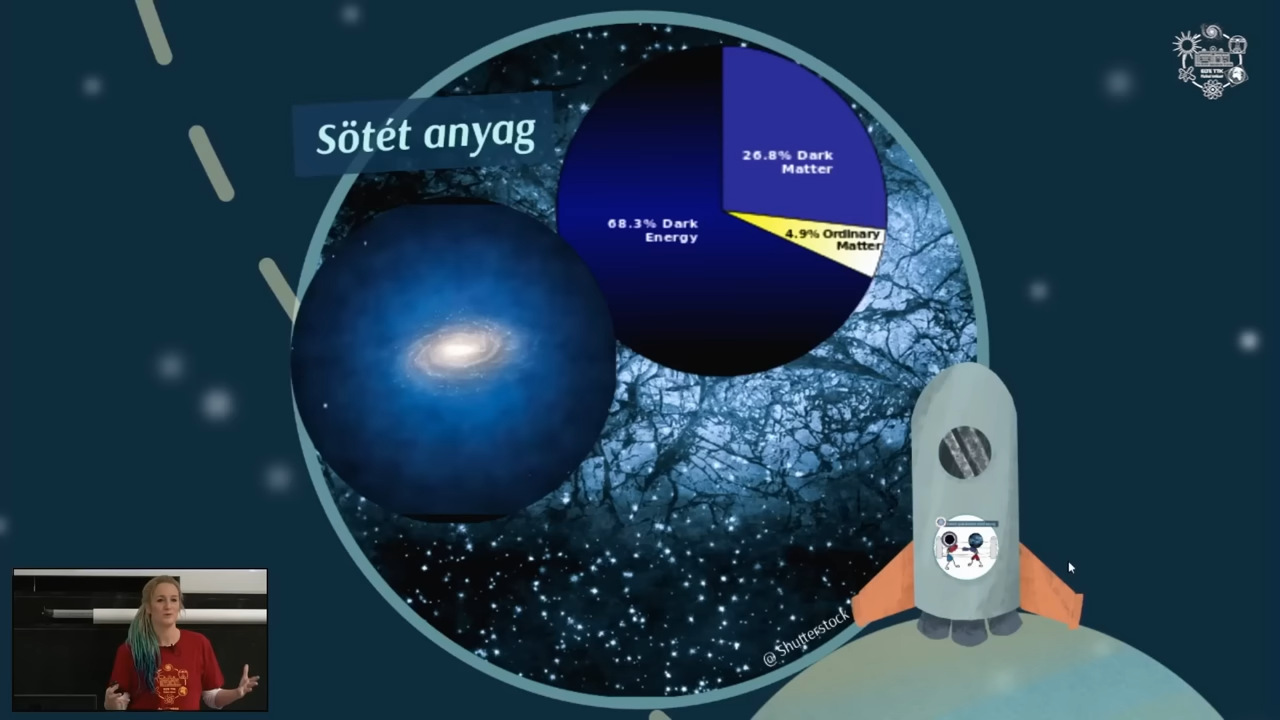 Sötét anyag
26.8% Dark
Matter
68.3% Dark
Energy
4.9% Ordinary
Matter
@ Shutterstock